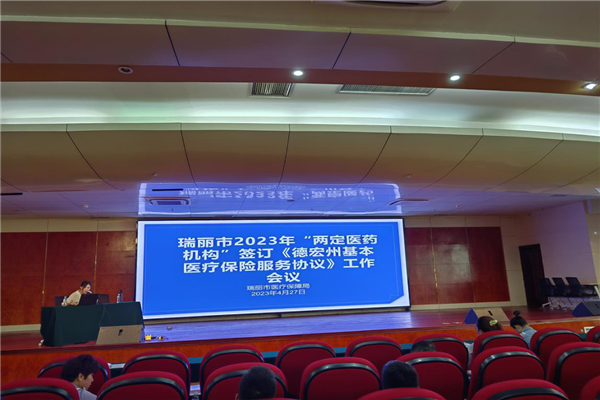 瑞丽市2023年“两定医药
机构”签订《德宏州基本
医疗保险服务协议》工作
会议
瑞丽市医疗保障局
2023年4月27日